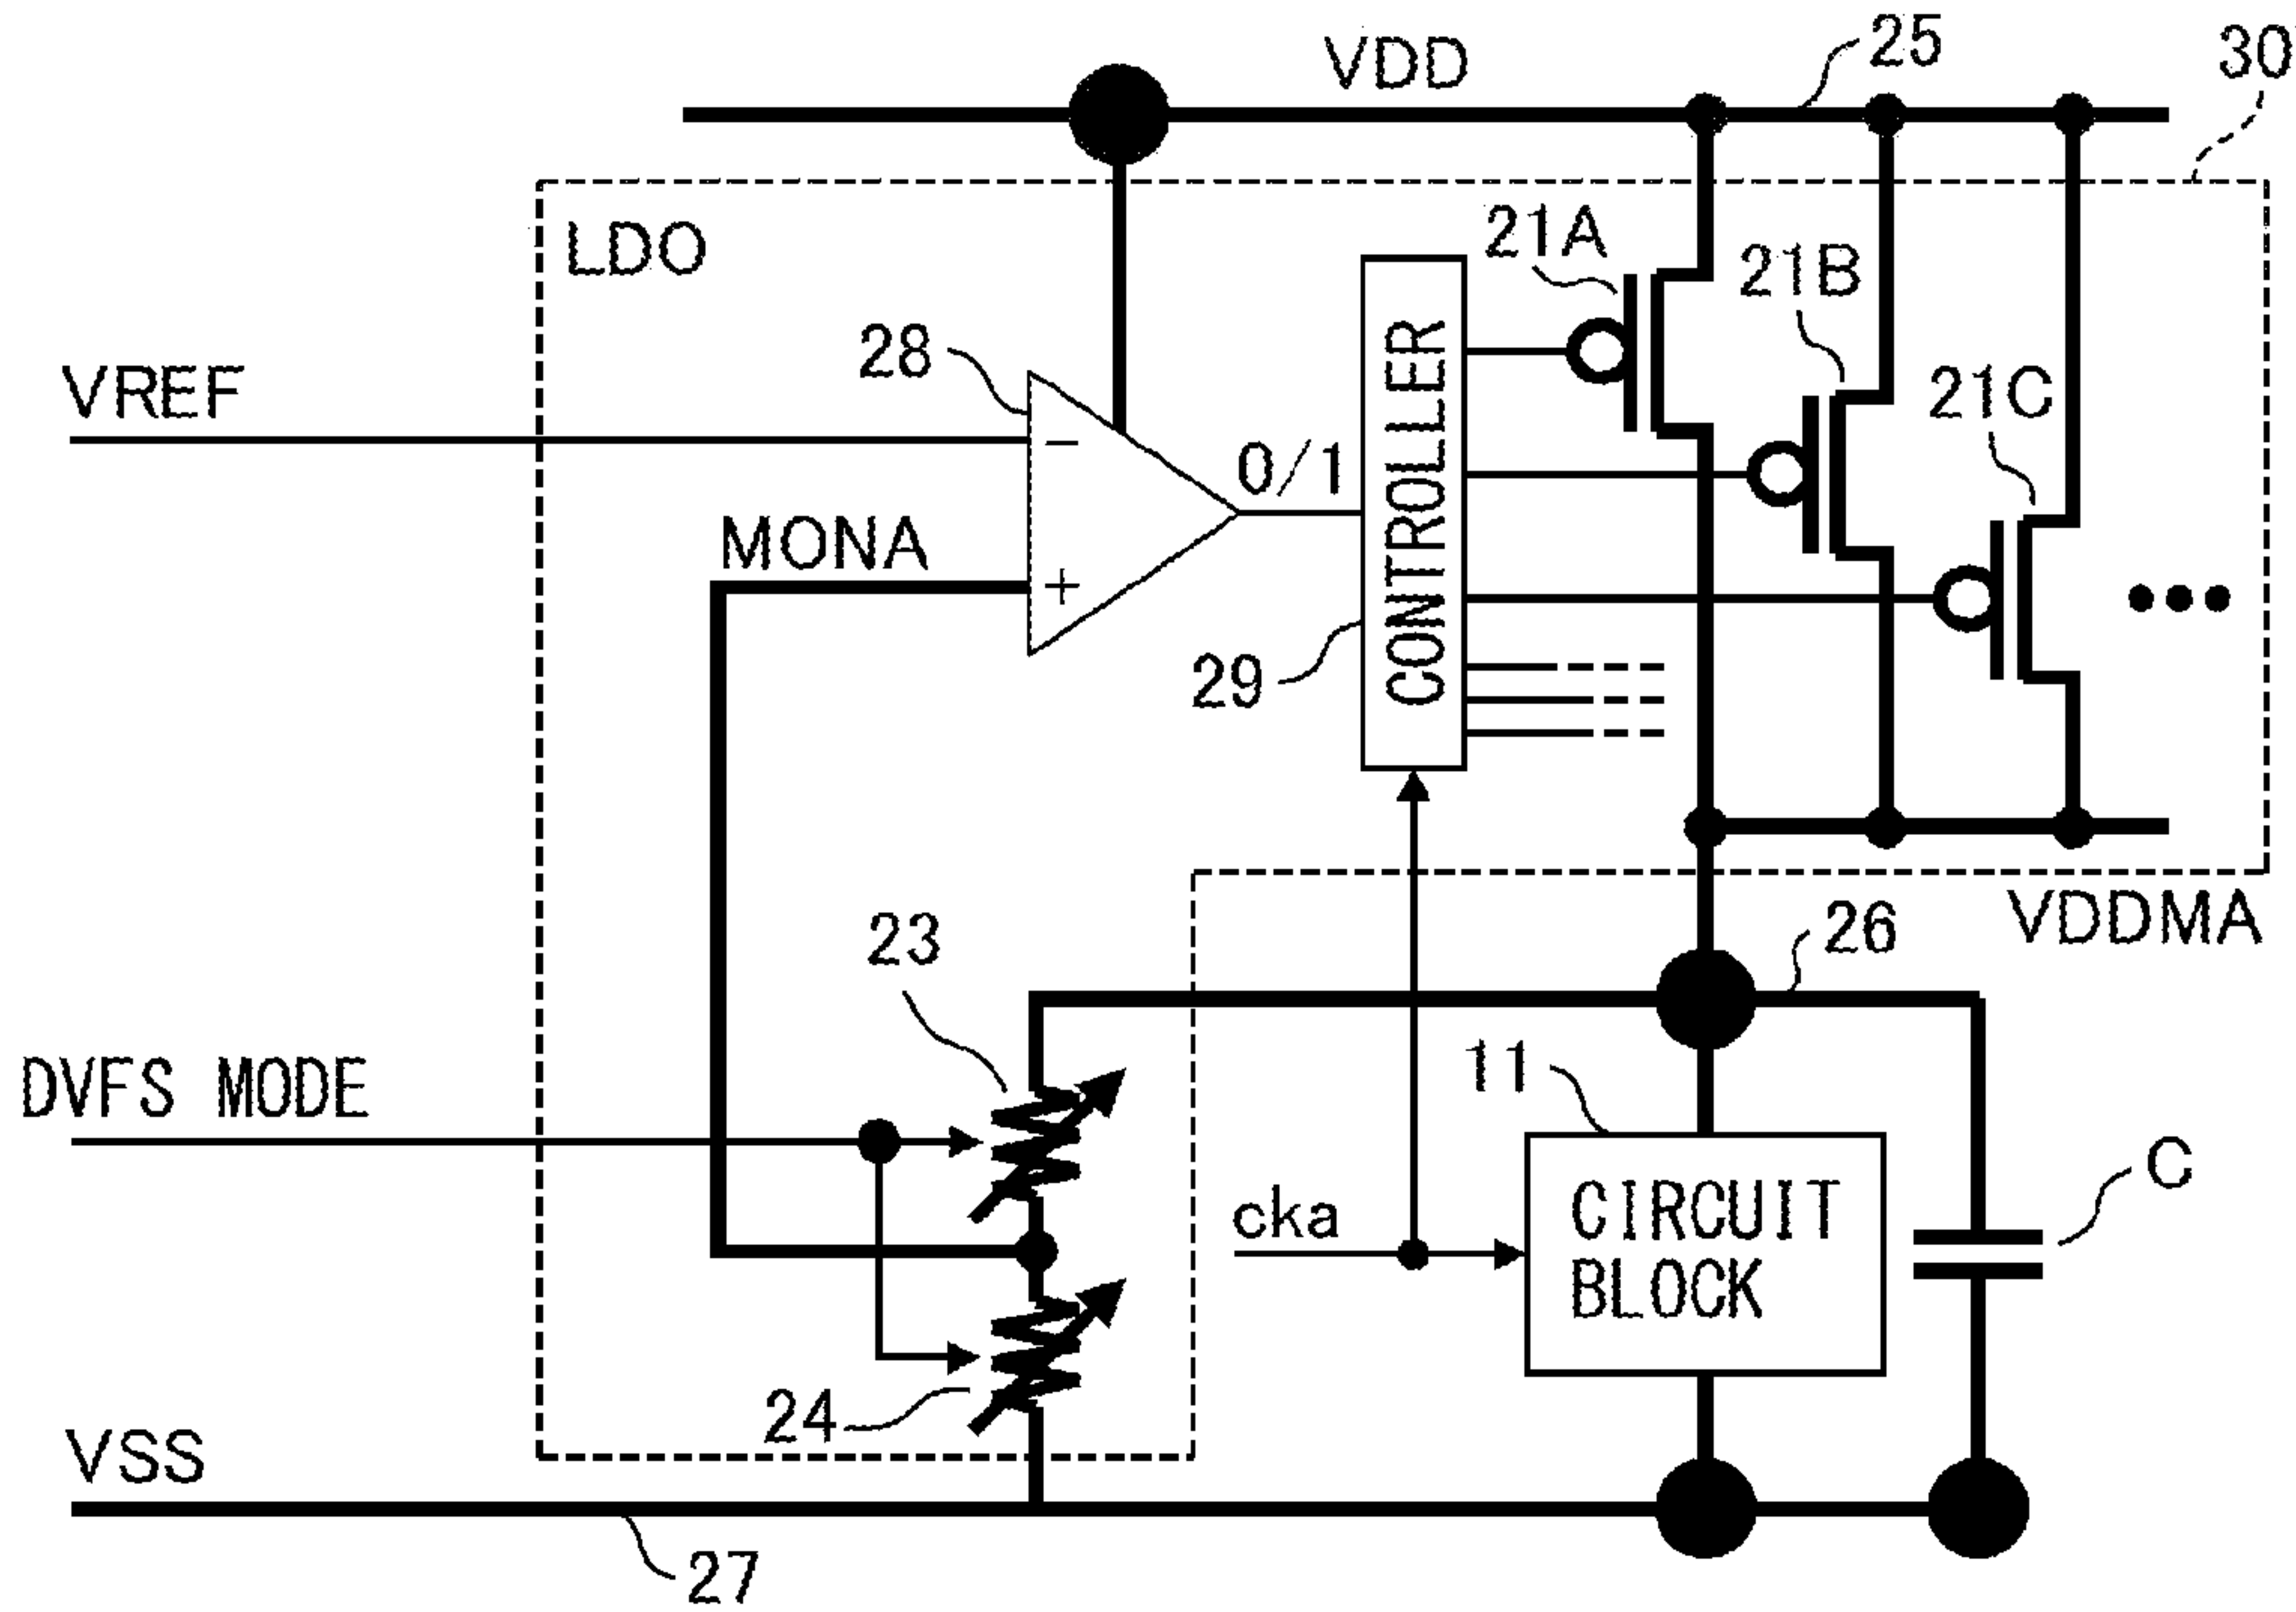 VDD
25
30
LDO
21A
21B
21C
28
VREF
−
0/1
CONTROLLER
MONA
+
29
VDDMA
26
23
11
DVFS MODE
C
cka
CIRCUIT
BLOCK
24
VSS
27